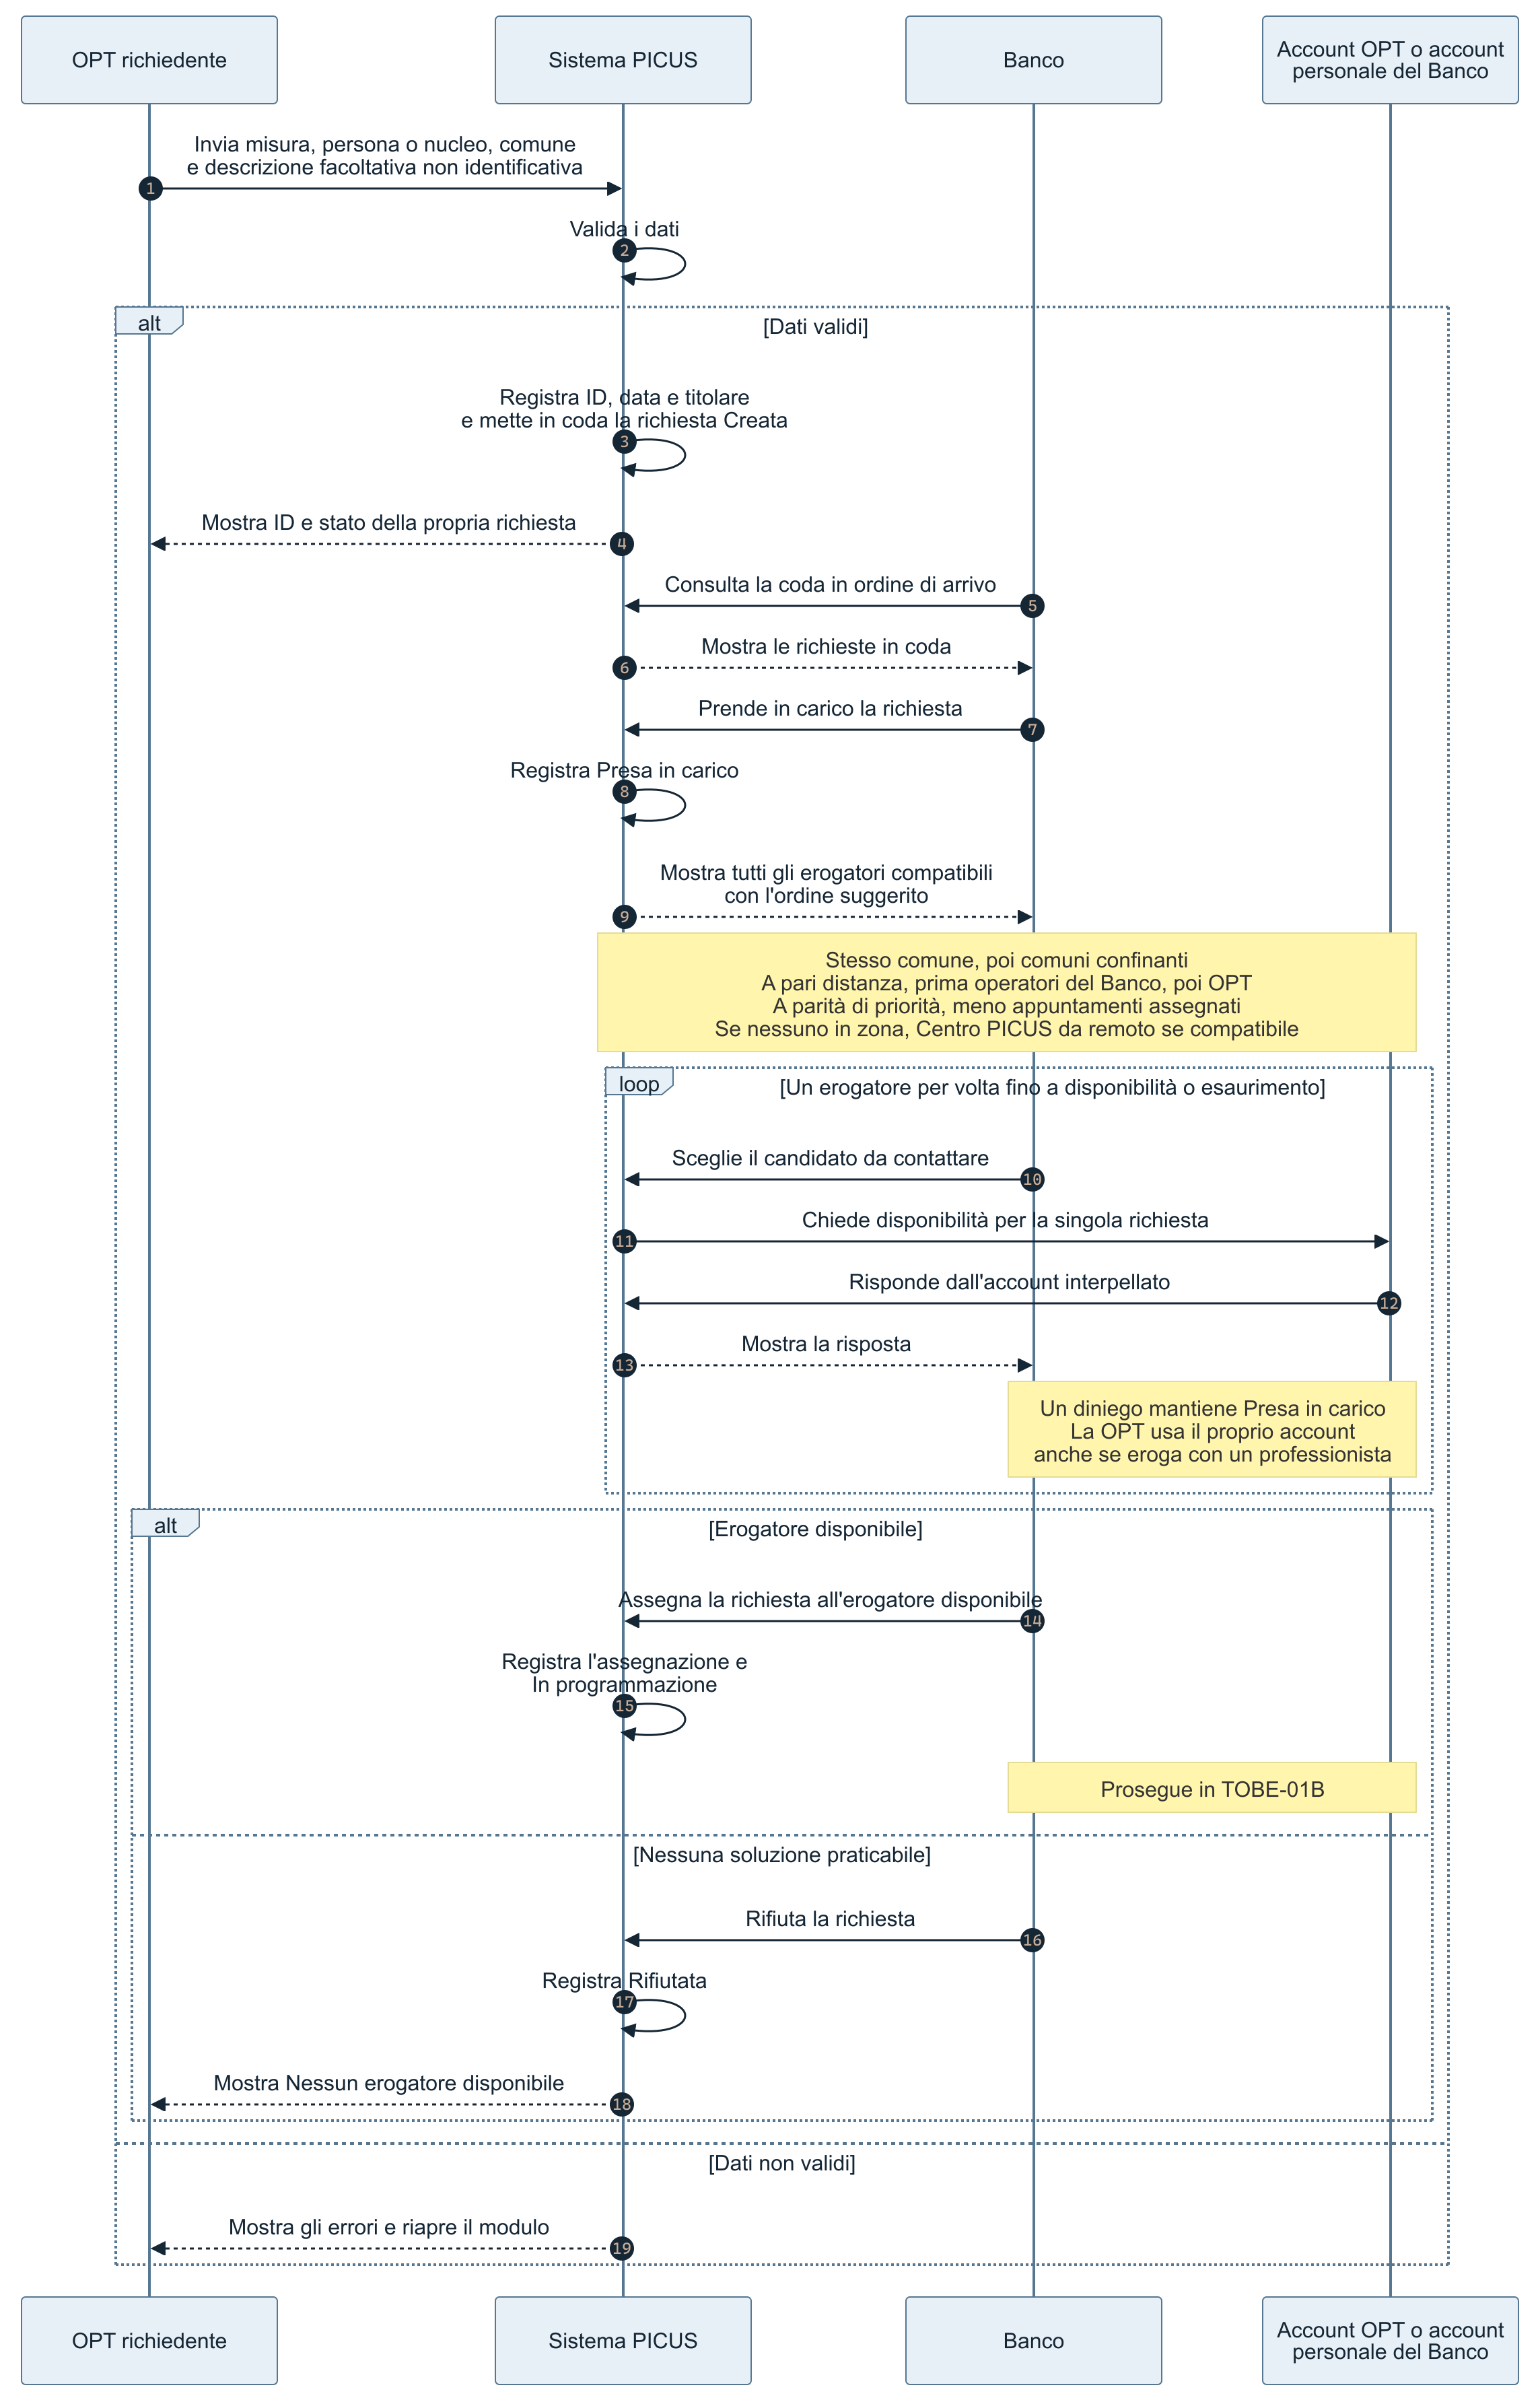 OPT richiedente
Sistema PICUS
Banco
Account OPT o account
personale del Banco
Invia misura, persona o nucleo, comune
e descrizione facoltativa non identificativa
1
Valida i dati
2
alt
[Dati validi]
Registra ID, data e titolare
e mette in coda la richiesta Creata
3
Mostra ID e stato della propria richiesta
4
Consulta la coda in ordine di arrivo
5
Mostra le richieste in coda
6
Prende in carico la richiesta
7
Registra Presa in carico
8
Mostra tutti gli erogatori compatibili
con l'ordine suggerito
9
Stesso comune, poi comuni confinanti
A pari distanza, prima operatori del Banco, poi OPT
A parità di priorità, meno appuntamenti assegnati
Se nessuno in zona, Centro PICUS da remoto se compatibile
loop
[Un erogatore per volta fino a disponibilità o esaurimento]
Sceglie il candidato da contattare
10
Chiede disponibilità per la singola richiesta
11
Risponde dall'account interpellato
12
Mostra la risposta
13
Un diniego mantiene Presa in carico
La OPT usa il proprio account
anche se eroga con un professionista
alt
[Erogatore disponibile]
Assegna la richiesta all'erogatore disponibile
14
Registra l'assegnazione e
In programmazione
15
Prosegue in TOBE-01B
[Nessuna soluzione praticabile]
Rifiuta la richiesta
16
Registra Rifiutata
17
Mostra Nessun erogatore disponibile
18
[Dati non validi]
Mostra gli errori e riapre il modulo
19
OPT richiedente
Sistema PICUS
Banco
Account OPT o account
personale del Banco